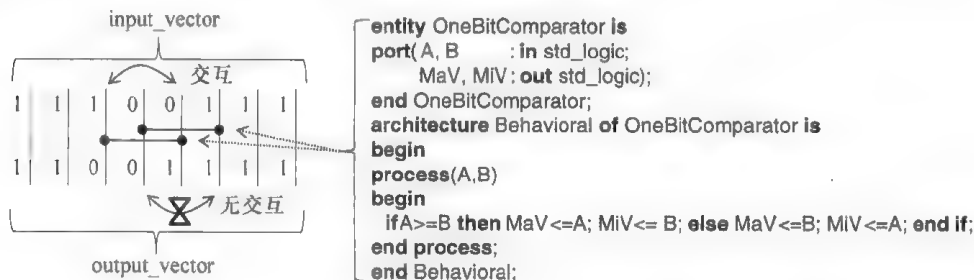 input_vector
交互
1 1 1 0 0 1 1 1
1 1 0 0 1 1 1 1
无交互
output_vector
entity OneBitComparator is
port( A, B : in std_logic;
MaV, MiV : out std_logic);
end OneBitComparator;
architecture Behavioral of OneBitComparator is
begin
process(A,B)
begin
ifA>=B then MaV<=A; MiV<= B; else MaV<=B; MiV<=A; end if;
end process;
end Behavioral;